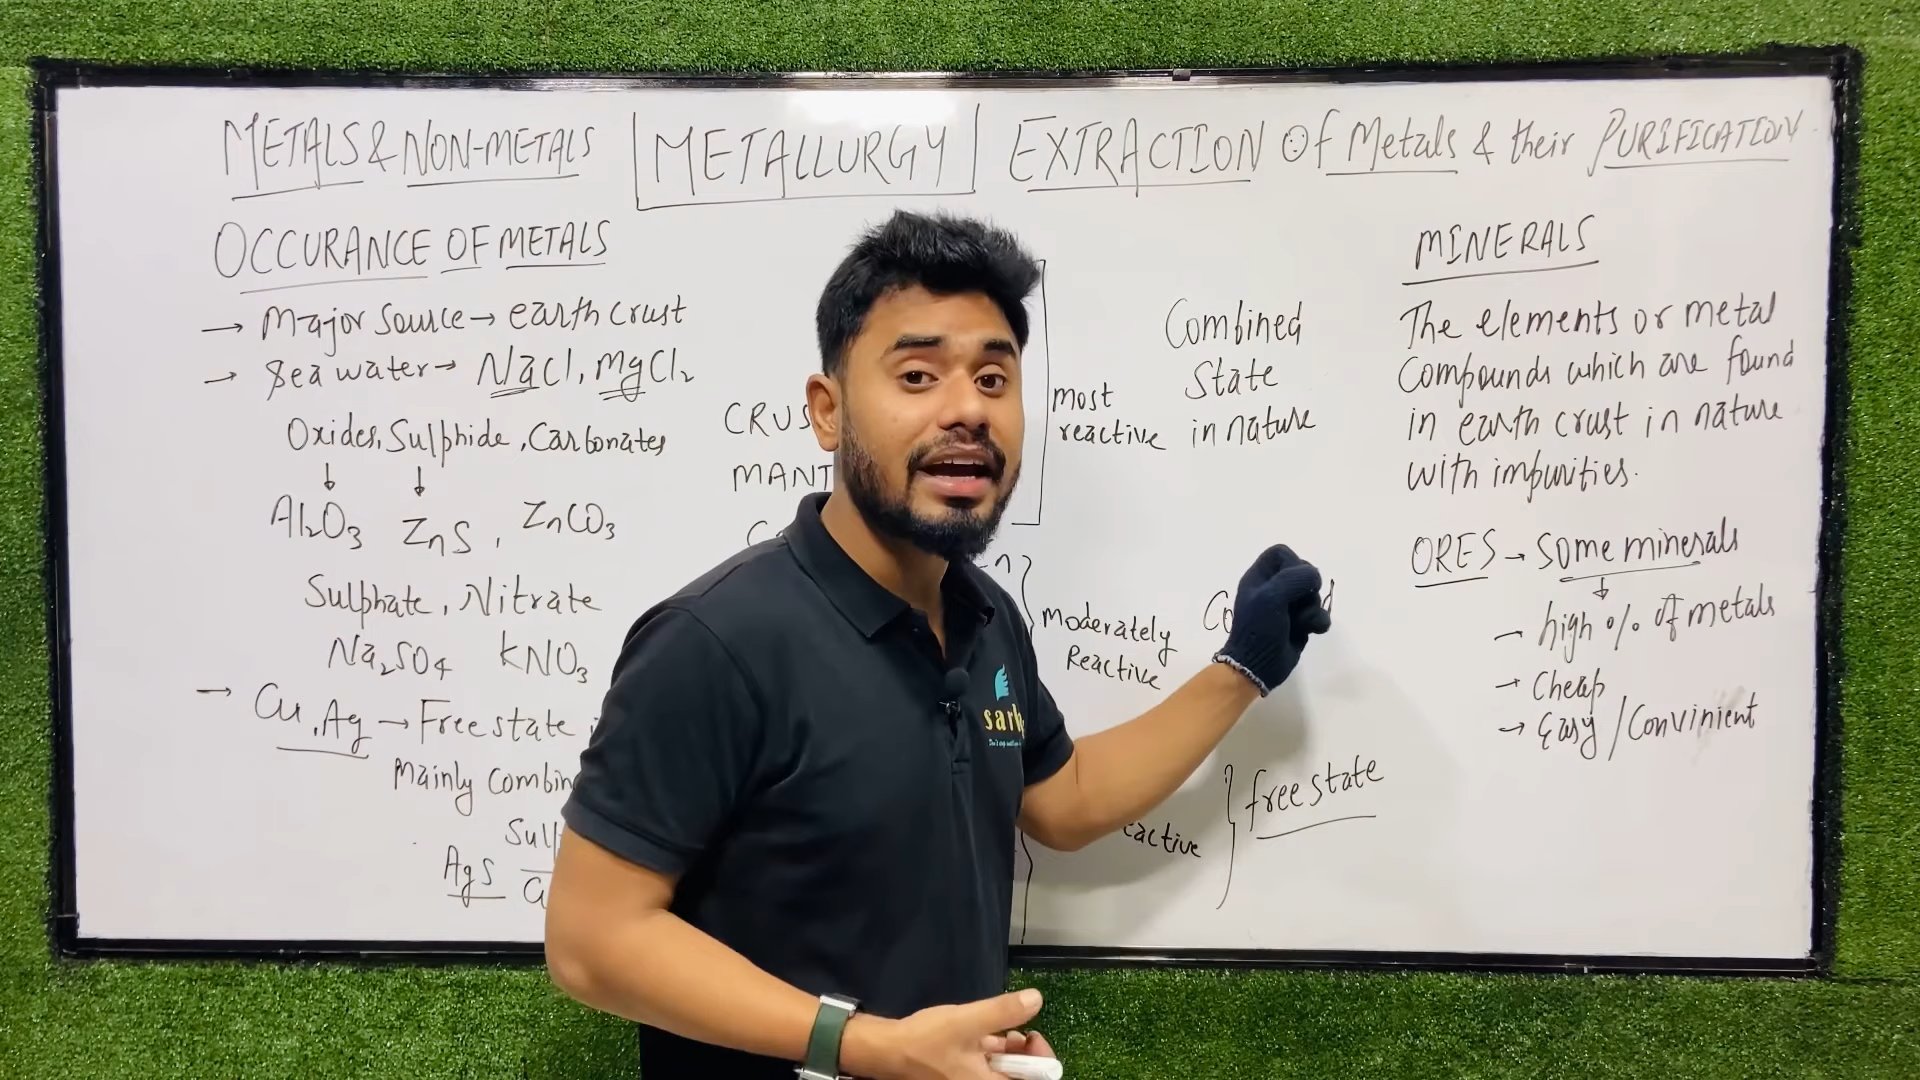 METALS & NON-METALS METALLURGY EXTRACTION Of Metals & their PURIFICATION
OCCURANCE OF METALS
→ Major Source → earth crust
→ Sea water → NaCl, MgCl₂
Oxides, Sulphide, Carbonates
↓ ↓
Al₂O₃ ZnS, ZnCO₃
Sulphate, Nitrate
Na₂SO₄ KNO₃
→ Cu, Ag → Free state
Mainly Combin
Sul
AgS
CRUS
MANT
most
reactive
Combined
State
in nature
Moderately
Reactive
Co
eactive
free state
MINERALS
The elements or metal
Compounds which are found
in earth crust in nature
with impurities.
ORES → Some minerals
↓
→ high % of metals
→ Cheap
→ Easy / Convinient
sar